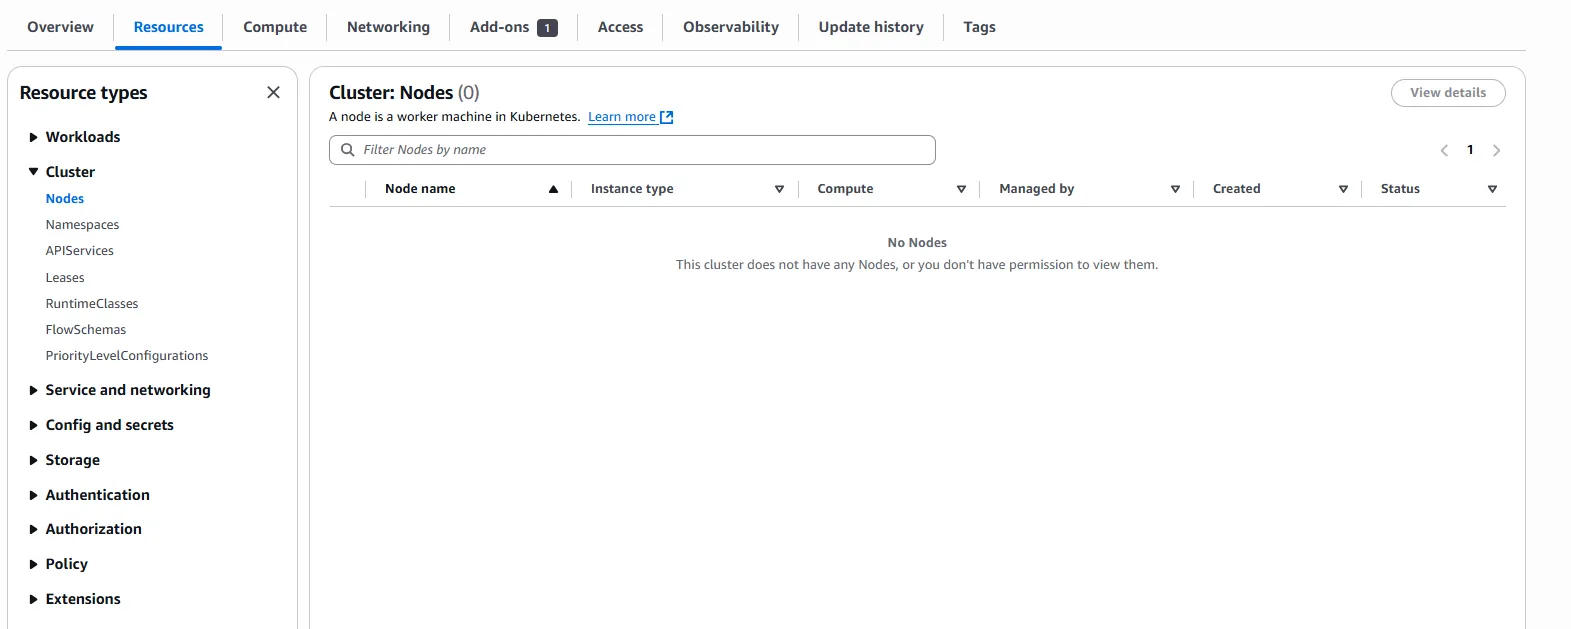 Overview Resources Compute Networking Add-ons 1 Access Observability Update history Tags
Resource types
Workloads
Cluster
Nodes
Namespaces
APIServices
Leases
RuntimeClasses
FlowSchemas
PriorityLevelConfigurations
Service and networking
Config and secrets
Storage
Authentication
Authorization
Policy
Extensions
Cluster: Nodes (0)
View details
A node is a worker machine in Kubernetes. Learn more
Filter Nodes by name
1
Node name Instance type Compute Managed by Created Status
No Nodes
This cluster does not have any Nodes, or you don't have permission to view them.